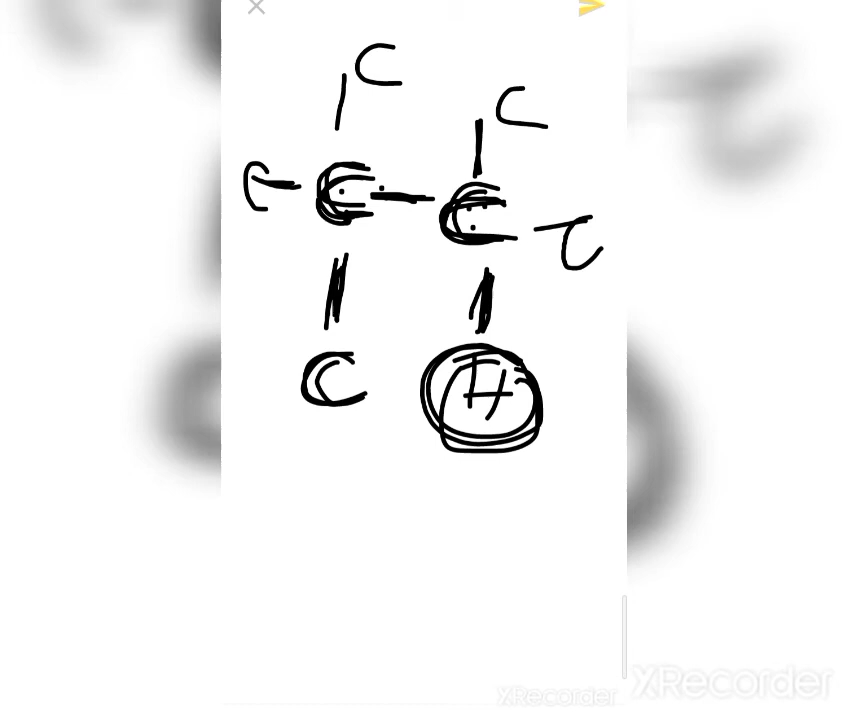 C
C
C - C - C - C
C H
XRecorder
XRecorder